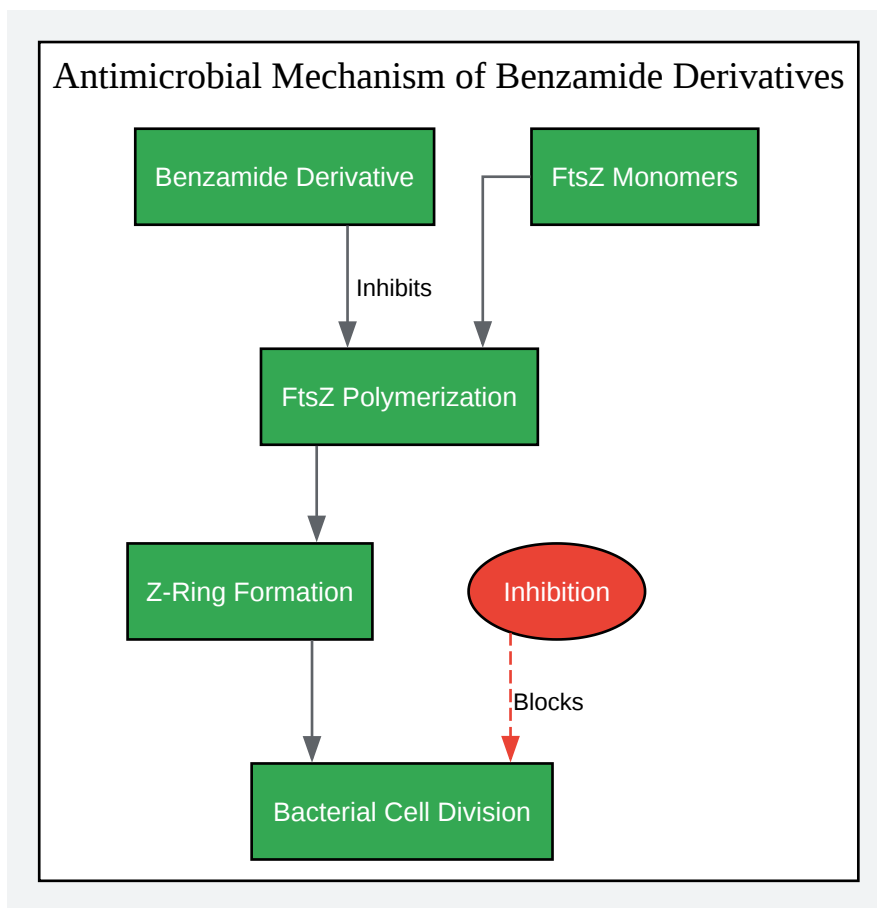 Antimicrobial Mechanism of Benzamide Derivatives
Benzamide Derivative
FtsZ Monomers
Inhibits
FtsZ Polymerization
Z-Ring Formation
Inhibition
Blocks
Bacterial Cell Division